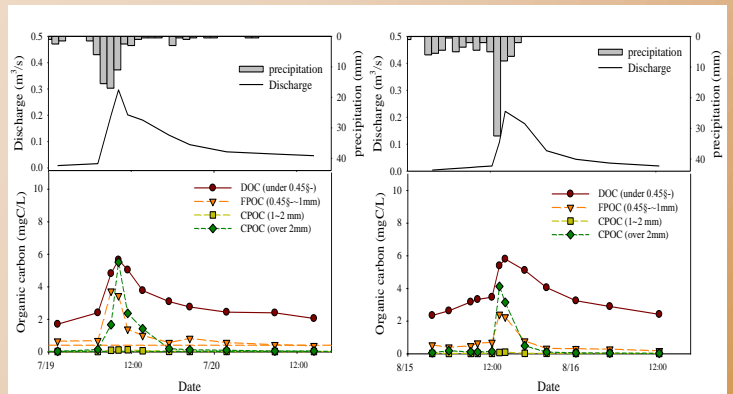 0.5
0.4
0.3
0.2
0.1
0.0
Discharge (m3/s)
0
10
20
30
40
precipitation (mm)
precipitation
Discharge
10
8
6
4
2
0
Organic carbon (mgC/L)
DOC (under 0.45§-)
FPOC (0.45§-~1mm)
CPOC (1~2 mm)
CPOC (over 2mm)
7/19
12:00
7/20
12:00
Date
0.5
0.4
0.3
0.2
0.1
0.0
Discharge (m3/s)
0
10
20
30
40
precipitation (mm)
precipitation
Discharge
10
8
6
4
2
0
Organic carbon (mgC/L)
DOC (under 0.45§-)
FPOC (0.45§-~1mm)
CPOC (1~2 mm)
CPOC (over 2mm)
8/15
12:00
8/16
12:00
Date